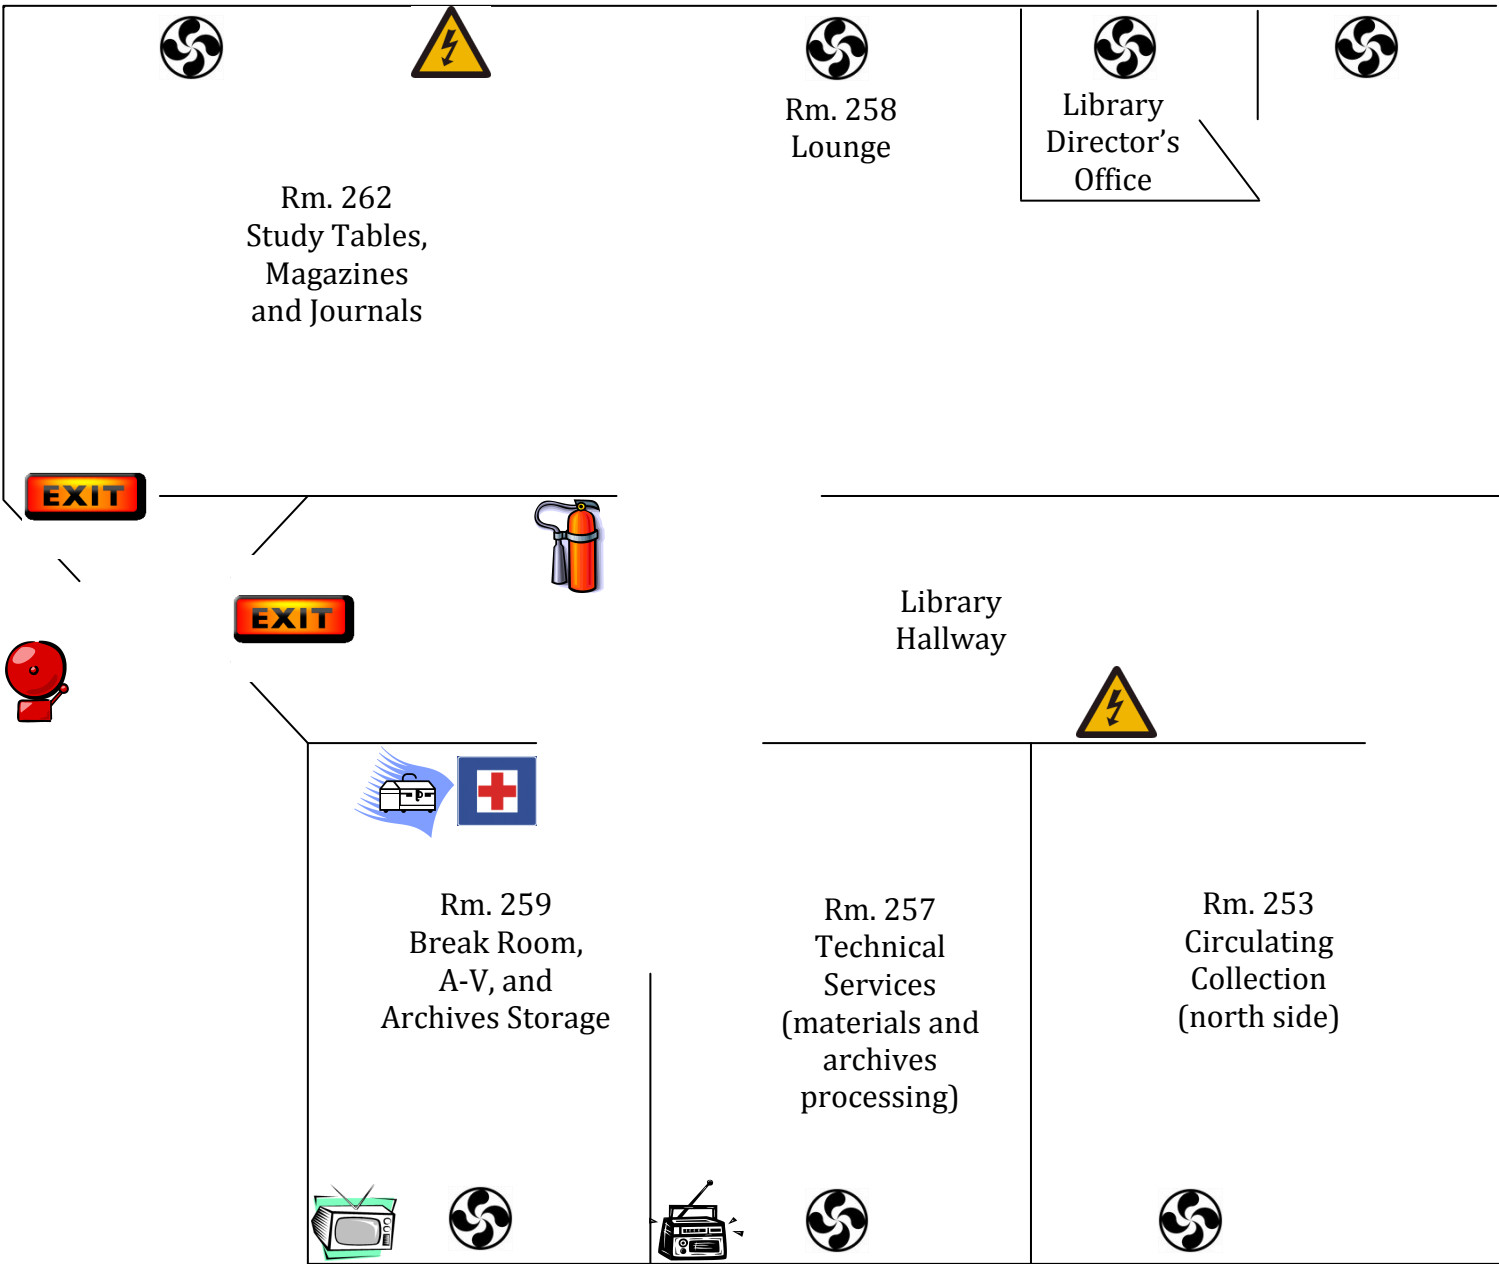 Rm. 258
Lounge
Library
Director’s
Office
Rm. 262
Study Tables,
Magazines
and Journals
EXIT
EXIT
Library
Hallway
Rm. 259
Break Room,
A-V, and
Archives Storage
Rm. 257
Technical
Services
(materials and
archives
processing)
Rm. 253
Circulating
Collection
(north side)